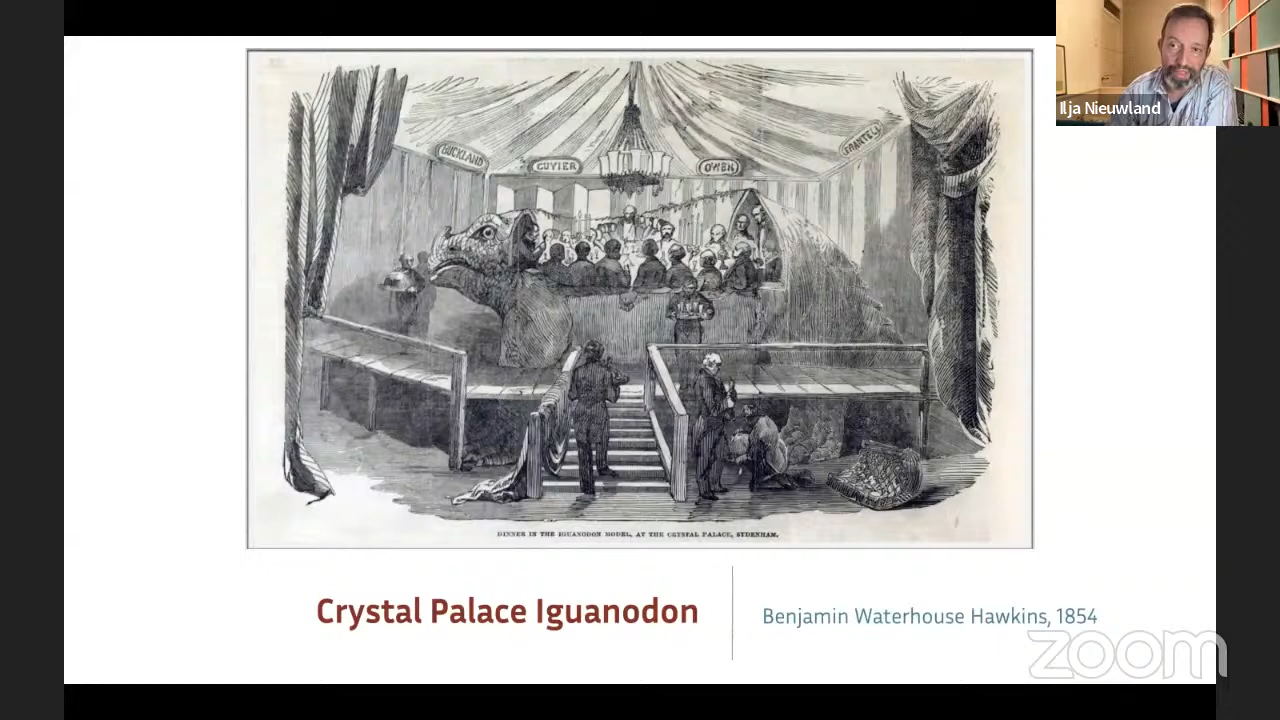 Ilja Nieuwland
BUCKLAND
CUVIER
OWEN
MANTELL
DINNER IN THE IGUANODON MODEL, AT THE CRYSTAL PALACE, SYDENHAM.
Crystal Palace Iguanodon
Benjamin Waterhouse Hawkins, 1854
zoom